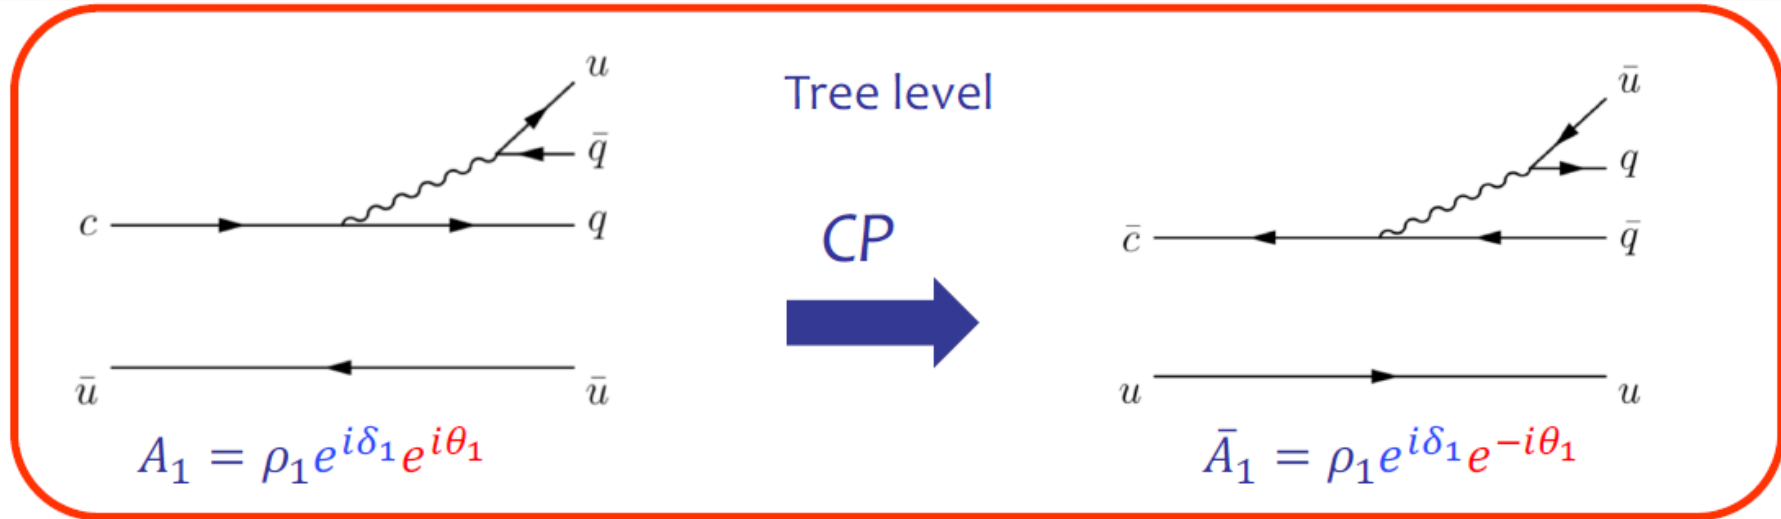 Tree level
CP
u
q̄
c
q
ū
ū
A₁ = ρ₁e^{iδ₁}e^{iθ₁}
ū
q
c̄
q̄
u
u
Ā₁ = ρ₁e^{iδ₁}e^{-iθ₁}